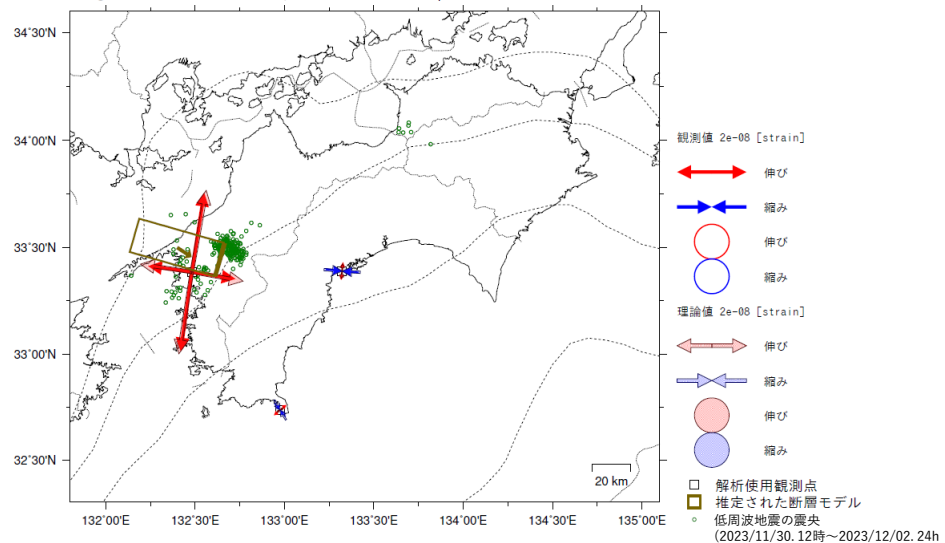 34°30'N
34°00'N
33°30'N
33°00'N
32°30'N
132°00'E 132°30'E 133°00'E 133°30'E 134°00'E 134°30'E 135°00'E
20 km
観測値 2e-08 [strain]
伸び
縮み
伸び
縮み
理論値 2e-08 [strain]
伸び
縮み
伸び
縮み
解析使用観測点
推定された断層モデル
低周波地震の震央
(2023/11/30.12時～2023/12/02.24h